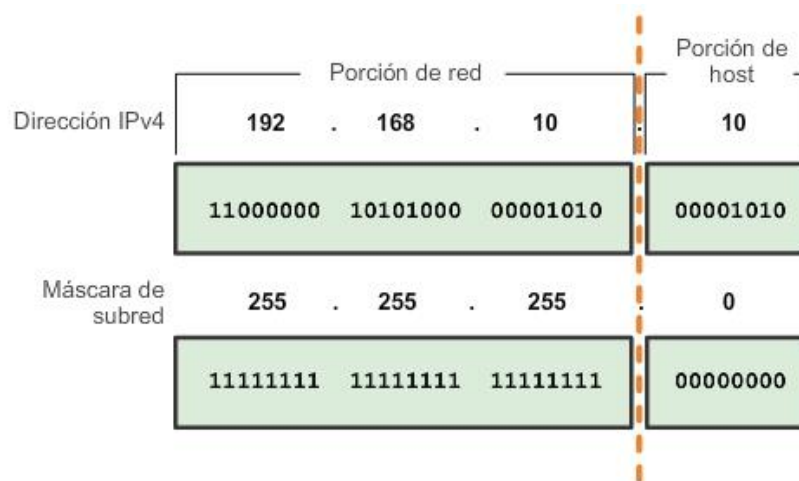 Porción de red
Porción de
host
Dirección IPv4 192 . 168 . 10 . 10
11000000 10101000 00001010 00001010
Máscara de
subred
255 . 255 . 255 . 0
11111111 11111111 11111111 00000000